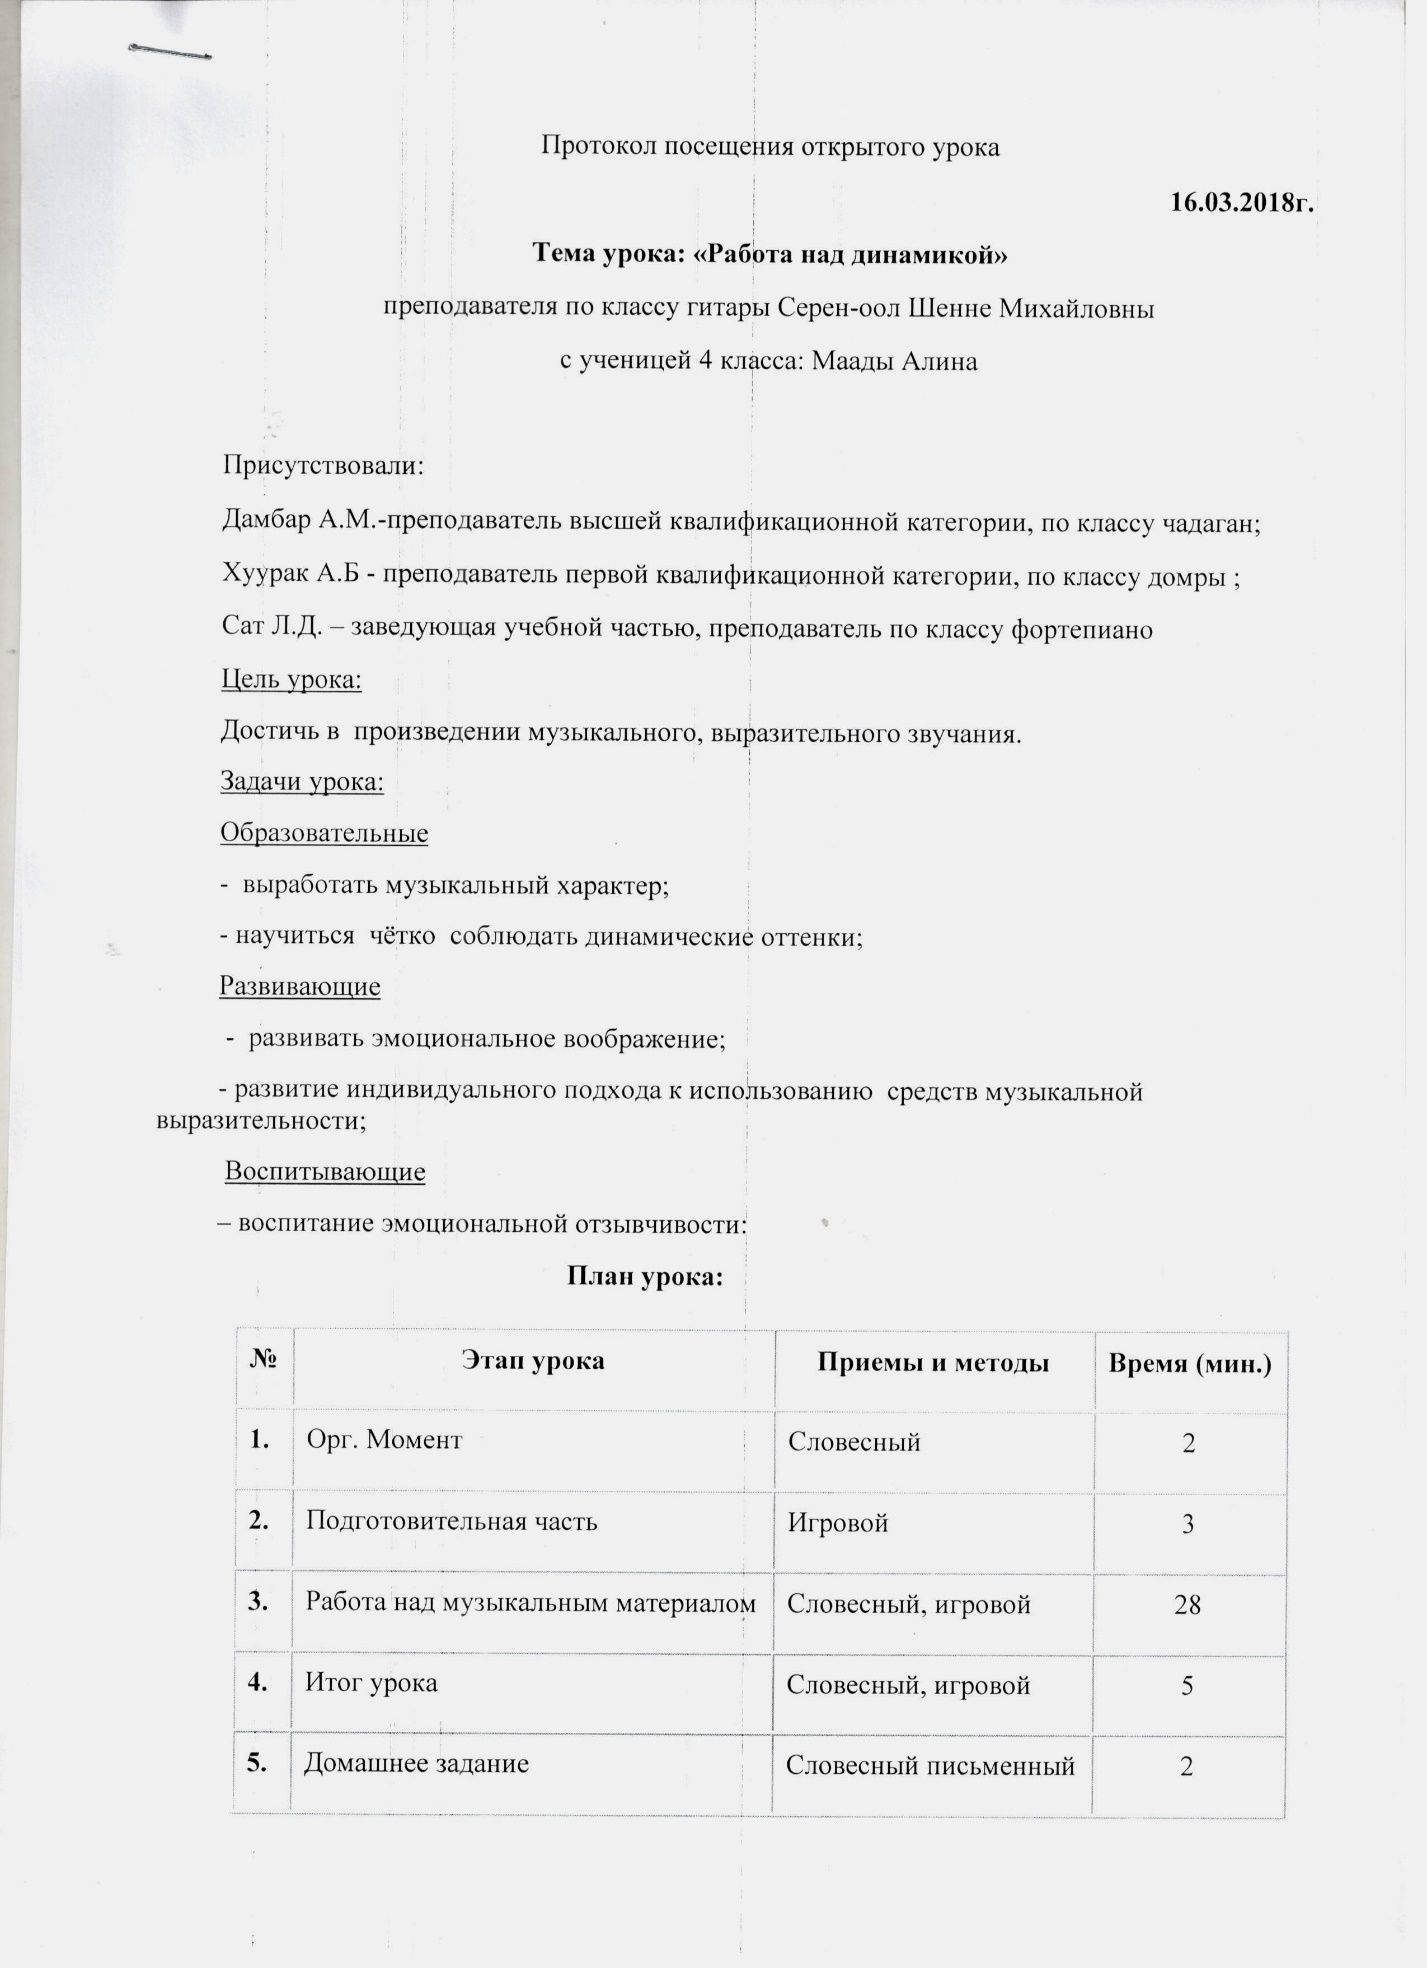 Протокол посещения открытого урока
16.03.2018г.
Тема урока: «Работа над динамикой»
преподавателя по классу гитары Серен-оол Шенне Михайловны
с ученицей 4 класса: Маады Алина
Присутствовали:
Дамбар А.М.-преподаватель высшей квалификационной категории, по классу чадаган;
Хуурак А.Б - преподаватель первой квалификационной категории, по классу домры ;
Сат Л.Д. – заведующая учебной частью, преподаватель по классу фортепиано
Цель урока:
Достичь в  произведении музыкального, выразительного звучания.
Задачи урока:
Образовательные
-  выработать музыкальный характер;
- научиться  чётко  соблюдать динамические оттенки;
Развивающие
-  развивать эмоциональное воображение;
- развитие индивидуального подхода к использованию  средств музыкальной
выразительности;
Воспитывающие
– воспитание эмоциональной отзывчивости:
План урока:
№ Этап урока Приемы и методы Время (мин.)
1. Орг. Момент Словесный 2
2. Подготовительная часть Игровой 3
3. Работа над музыкальным материалом Словесный, игровой 28
4. Итог урока Словесный, игровой 5
5. Домашнее задание Словесный письменный 2